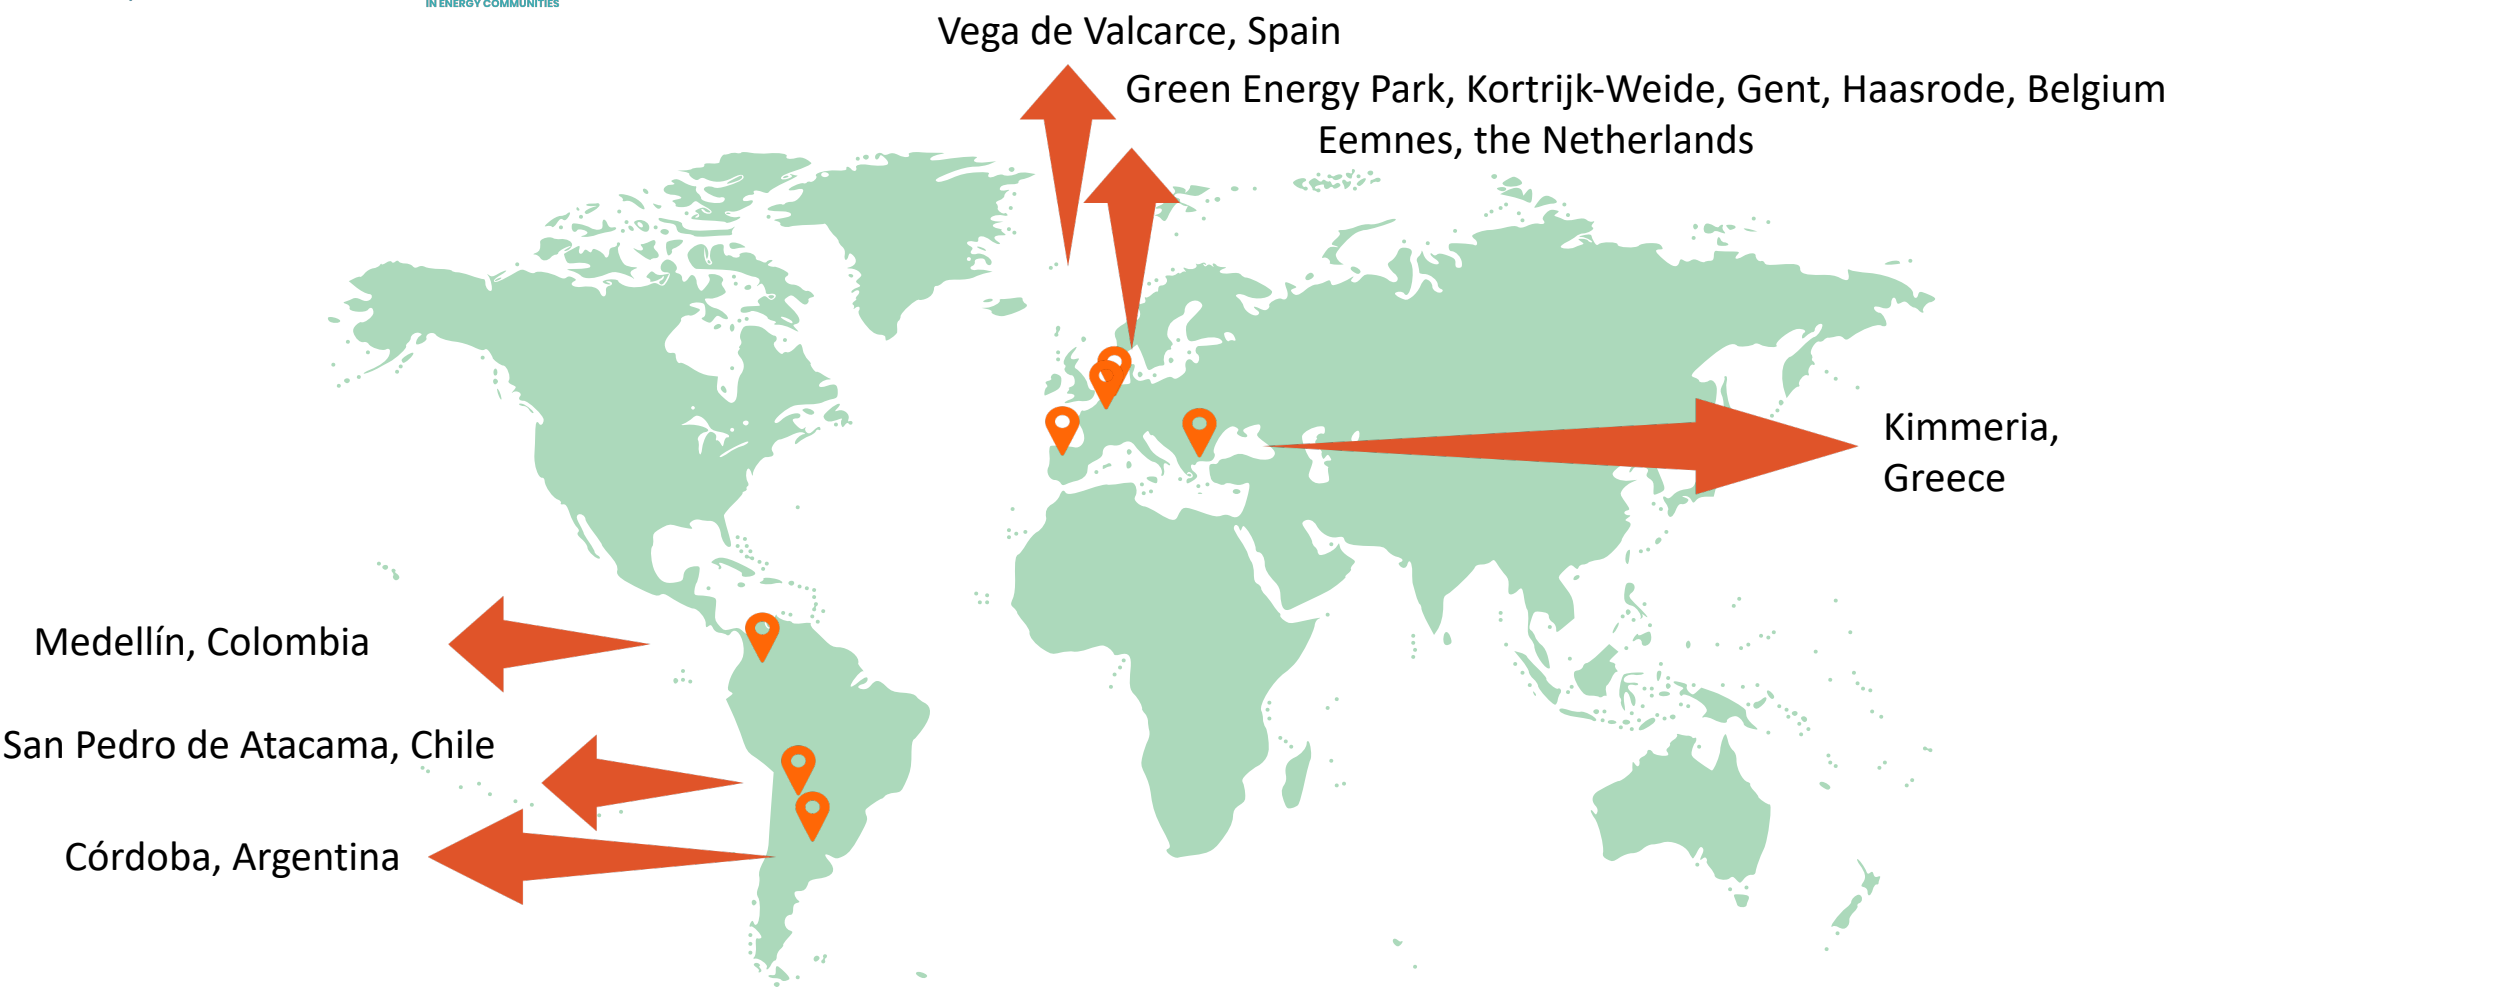 IN ENERGY COMMUNITIES
Vega de Valcarce, Spain
Green Energy Park, Kortrijk-Weide, Gent, Haasrode, Belgium
Eemnes, the Netherlands
Kimmeria,
Greece
Medellín, Colombia
San Pedro de Atacama, Chile
Córdoba, Argentina